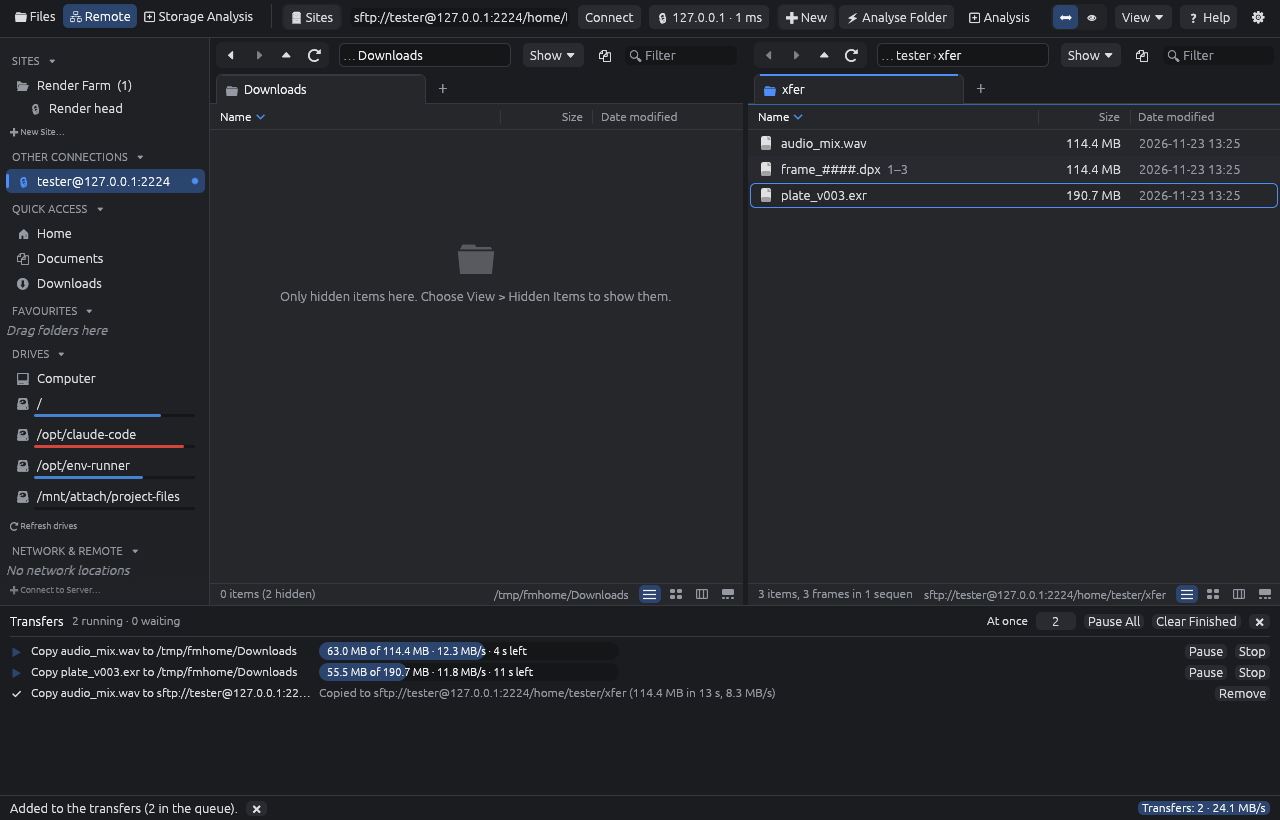 Files Remote Storage Analysis Sites sftp://tester@127.0.0.1:2224/home/t Connect 127.0.0.1 · 1 ms New Analyse Folder Analysis View Help
SITES
Render Farm (1)
Render head
New Site...
OTHER CONNECTIONS
tester@127.0.0.1:2224
QUICK ACCESS
Home
Documents
Downloads
FAVOURITES
Drag folders here
DRIVES
Computer
/
/opt/claude-code
/opt/env-runner
/mnt/attach/project-files
Refresh drives
NETWORK & REMOTE
No network locations
Connect to Server...
... Downloads Show Filter
Downloads +
Name Size Date modified
Only hidden items here. Choose View > Hidden Items to show them.
0 items (2 hidden) /tmp/fmhome/Downloads
... tester › xfer Show Filter
xfer +
Name Size Date modified
audio_mix.wav 114.4 MB 2026-11-23 13:25
frame_####.dpx 1–3 114.4 MB 2026-11-23 13:25
plate_v003.exr 190.7 MB 2026-11-23 13:25
3 items, 3 frames in 1 sequen sftp://tester@127.0.0.1:2224/home/tester/xfer
Transfers 2 running · 0 waiting At once 2 Pause All Clear Finished
Copy audio_mix.wav to /tmp/fmhome/Downloads 63.0 MB of 114.4 MB · 12.3 MB/s · 4 s left Pause Stop
Copy plate_v003.exr to /tmp/fmhome/Downloads 55.5 MB of 190.7 MB · 11.8 MB/s · 11 s left Pause Stop
Copy audio_mix.wav to sftp://tester@127.0.0.1:22... Copied to sftp://tester@127.0.0.1:2224/home/tester/xfer (114.4 MB in 13 s, 8.3 MB/s) Remove
Added to the transfers (2 in the queue). Transfers: 2 · 24.1 MB/s